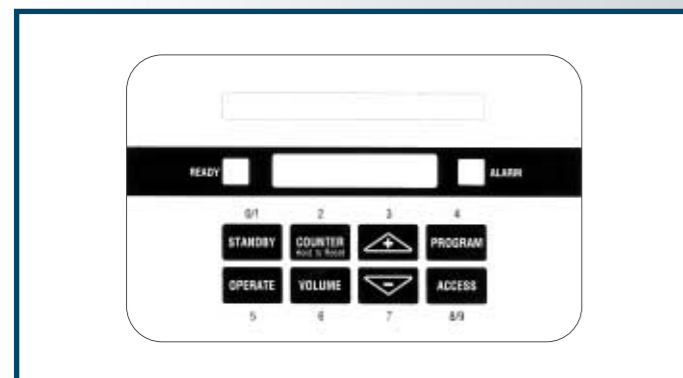 READY ALARM
0/1 2 3 4
STANDBY COUNTER + PROGRAM
Hold to Reset
OPERATE VOLUME - ACCESS
5 6 7 8/9